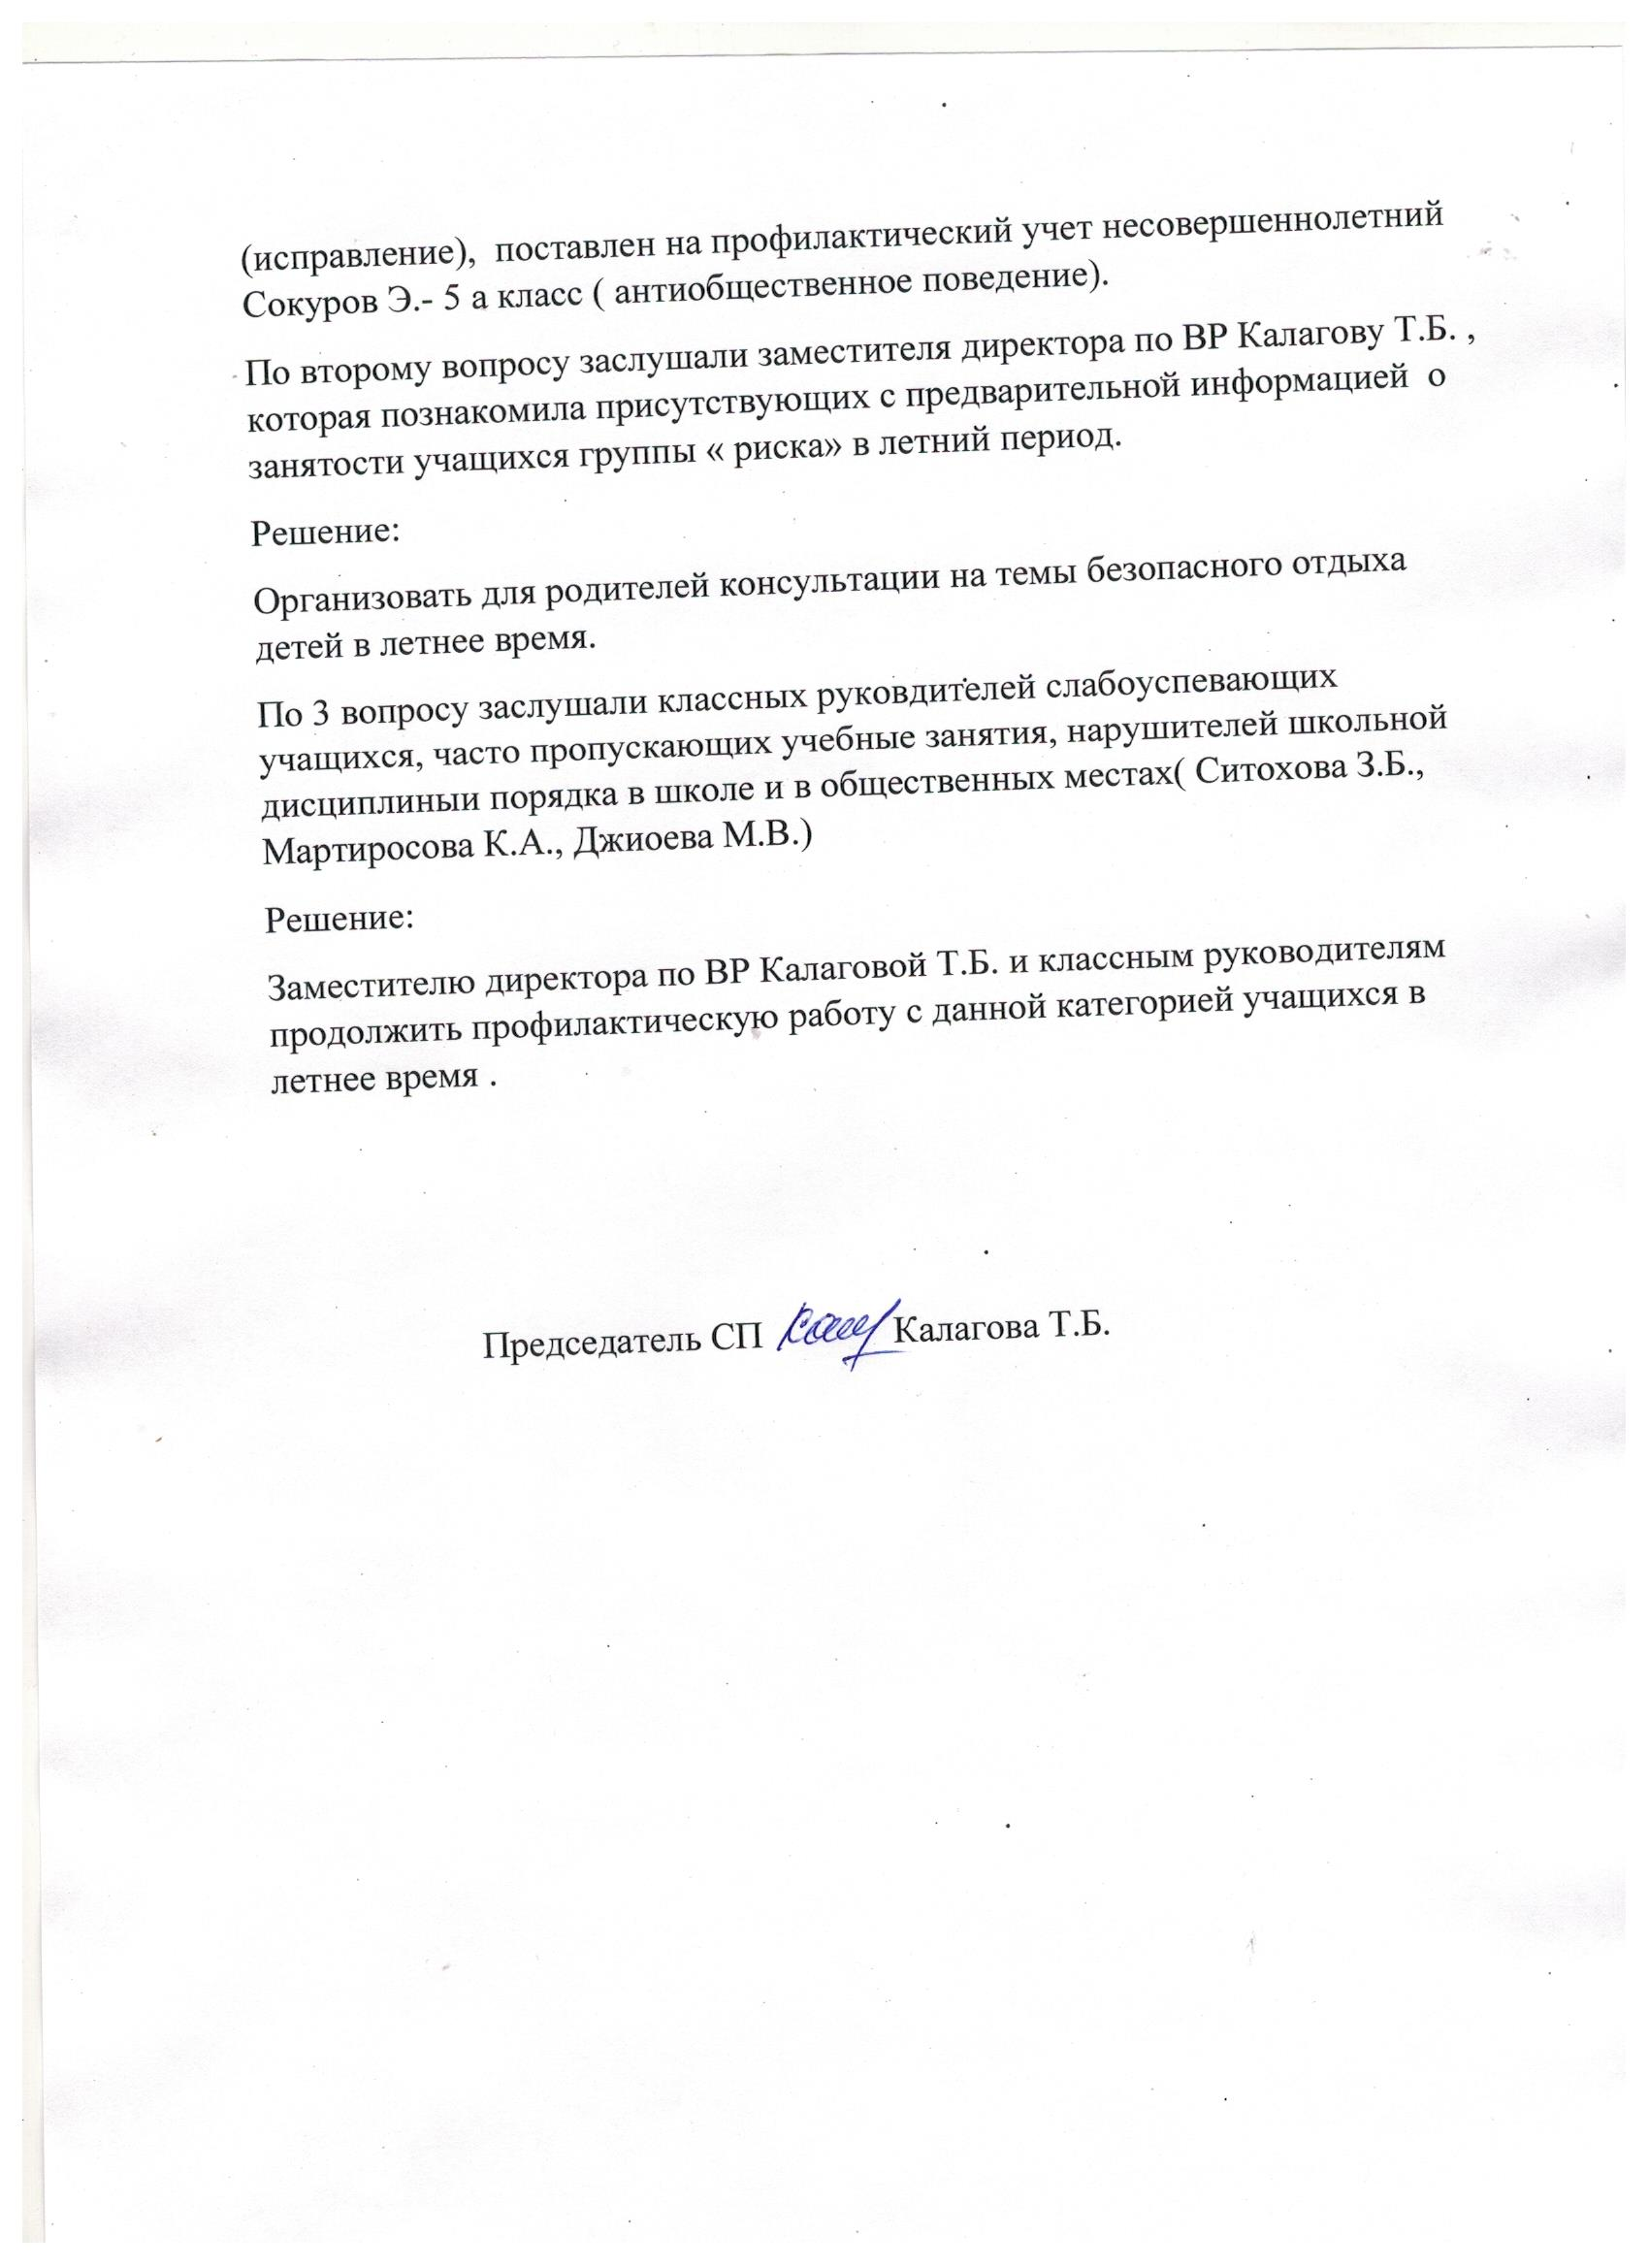 (исправление),  поставлен на профилактический учет несовершеннолетний
Сокуров Э.- 5 а класс ( антиобщественное поведение).
По второму вопросу заслушали заместителя директора по ВР Калагову Т.Б. ,
которая познакомила присутствующих с предварительной информацией  о
занятости учащихся группы « риска» в летний период.
Решение:
Организовать для родителей консультации на темы безопасного отдыха
детей в летнее время.
По 3 вопросу заслушали классных руковдителей слабоуспевающих
учащихся, часто пропускающих учебные занятия, нарушителей школьной
дисциплиныи порядка в школе и в общественных местах( Ситохова З.Б.,
Мартиросова К.А., Джиоева М.В.)
Решение:
Заместителю директора по ВР Калаговой Т.Б. и классным руководителям
продолжить профилактическую работу с данной категорией учащихся в
летнее время .
Председатель СП Калагова Т.Б.